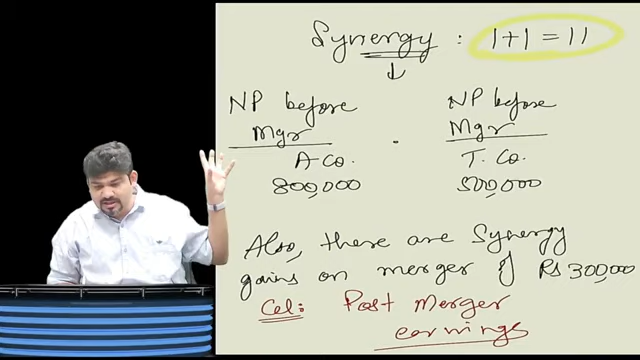 Synergy : 1+1 = 11
NP before Mgr
A Co.
800,000
NP before Mgr
T. Co.
500,000
Also, there are Synergy
gains on merger of Rs 300,000
Cal: Post Merger
earnings